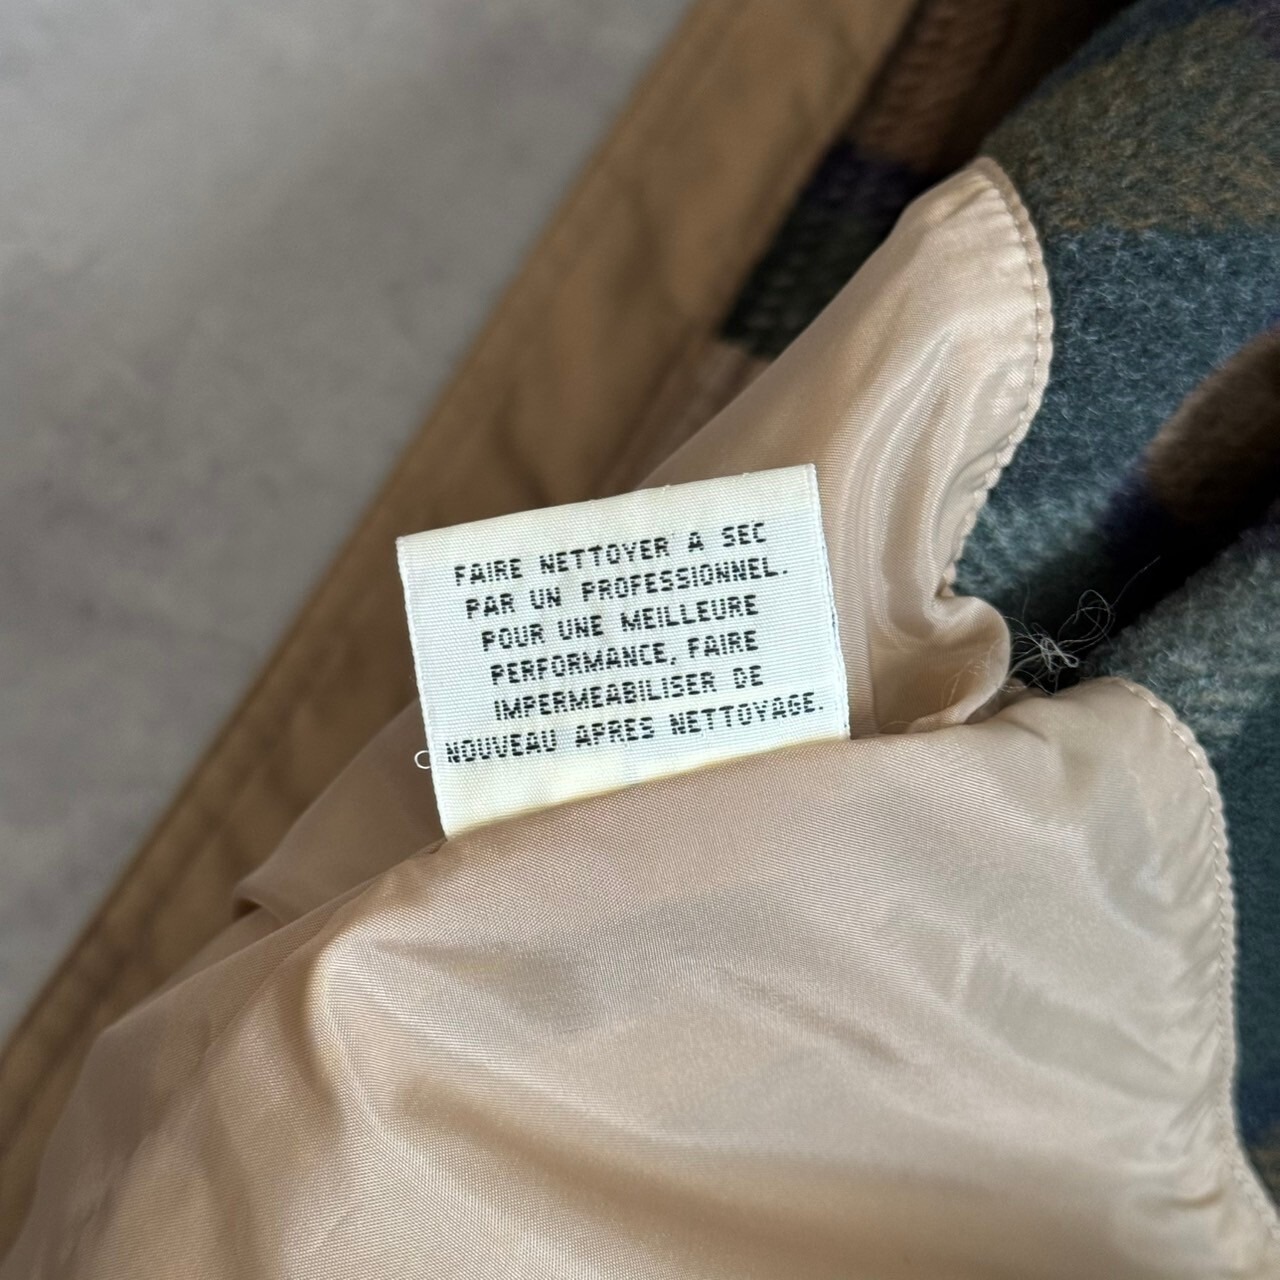 FAIRE NETTOYER A SEC
PAR UN PROFESSIONNEL.
POUR UNE MEILLEURE
PERFORMANCE, FAIRE
IMPERMEABILISER DE
NOUVEAU APRES NETTOYAGE.